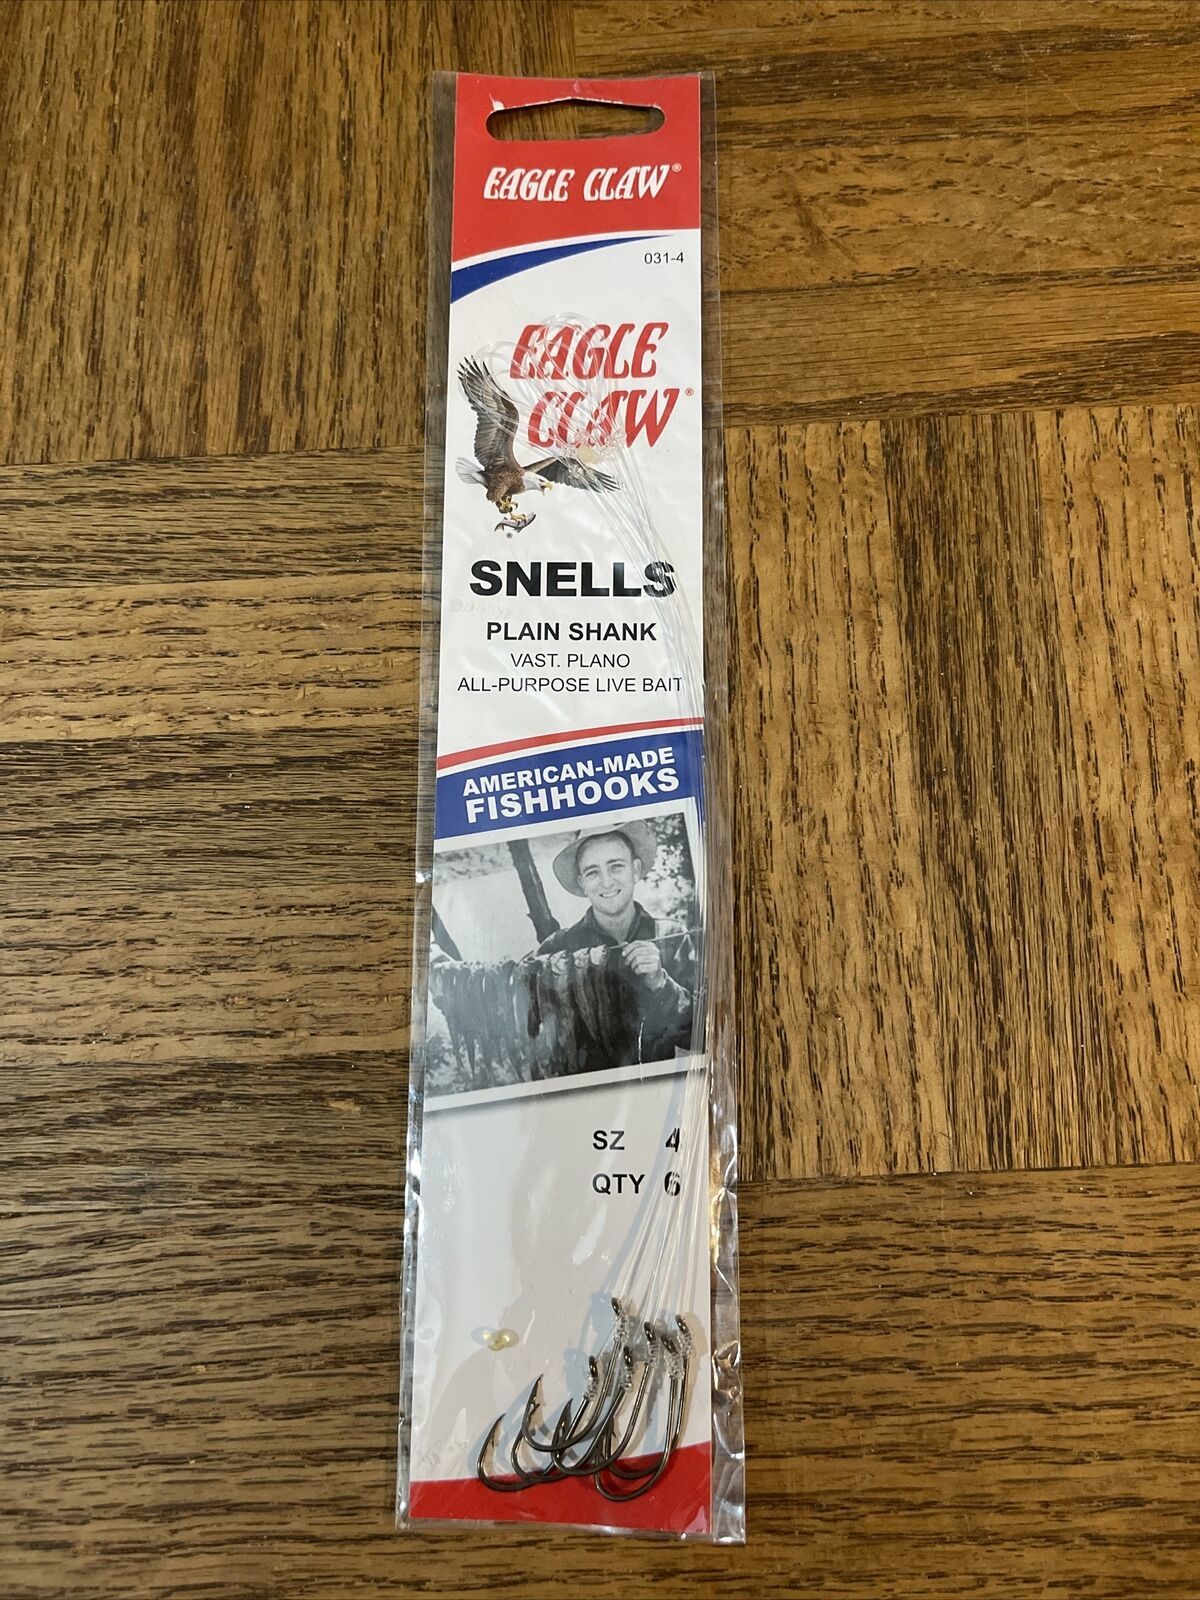 EAGLE CLAW®
031-4
EAGLE
CLAW®
®
SNELLS
PLAIN SHANK
VAST. PLANO
ALL-PURPOSE LIVE BAIT
AMERICAN-MADE
FISHHOOKS
SZ 4
QTY 6